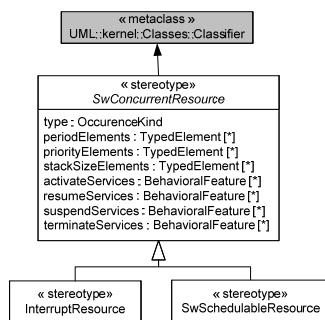 « metaclass»
UML::kernel::Classes::Classifier
« stereotype»
SwConcurrentResource
type : OccurenceKind
periodElements : TypedElement [*]
priorityElements : TypedElement [*]
stackSizeElements : TypedElement [*]
activateServices : BehavioralFeature [*]
resumeServices : BehavioralFeature [*]
suspendServices : BehavioralFeature [*]
terminateServices : BehavioralFeature [*]
« stereotype»
InterruptResource
« stereotype»
SwSchedulableResource